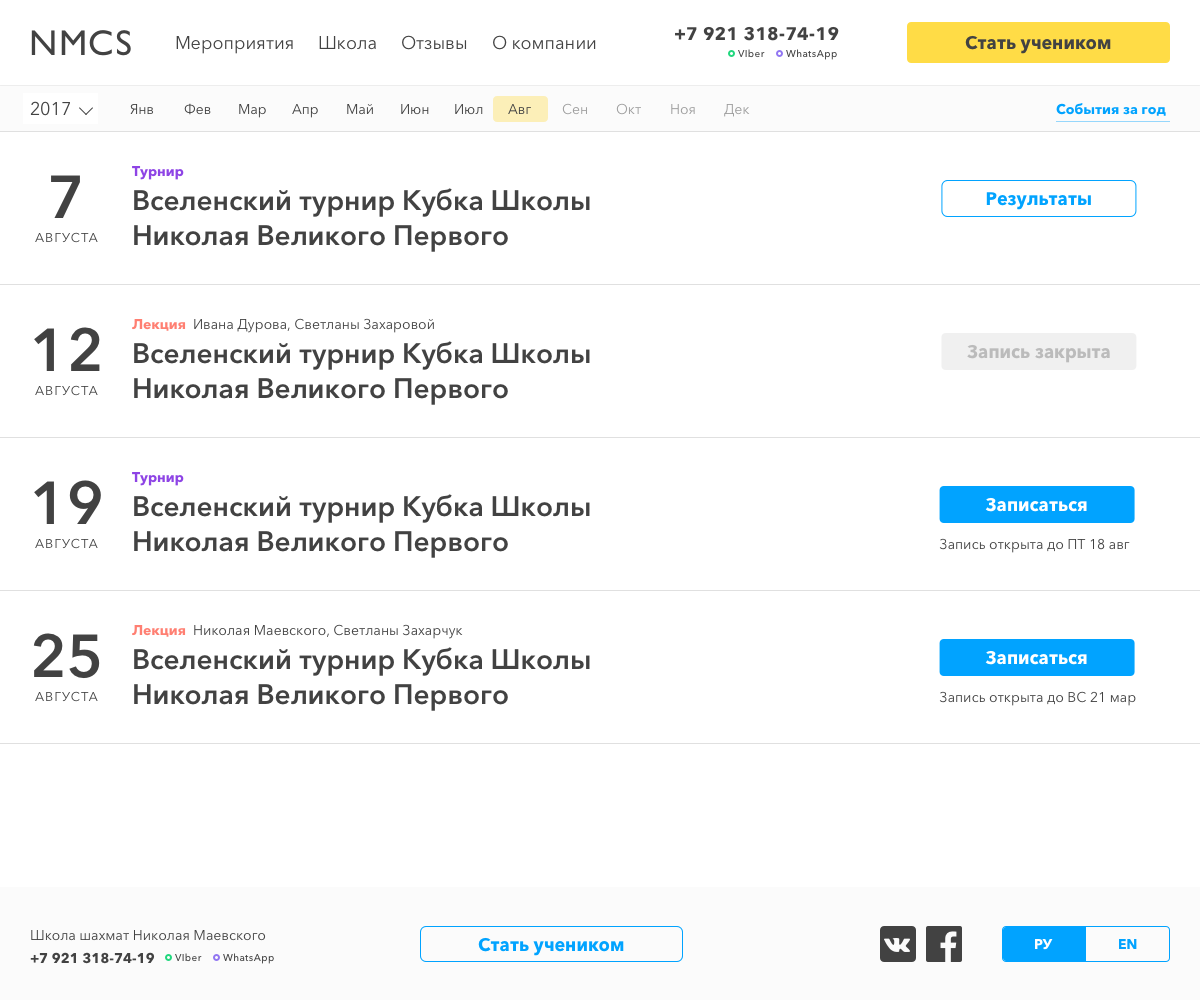 NMCS
Мероприятия Школа Отзывы О компании
+7 921 318-74-19
VIber WhatsApp
Стать учеником
2017 Янв Фев Мар Апр Май Июн Июл Авг Сен Окт Ноя Дек События за год
7
АВГУСТА
Турнир
Вселенский турнир Кубка Школы
Николая Великого Первого
Результаты
12
АВГУСТА
Лекция Ивана Дурова, Светланы Захаровой
Вселенский турнир Кубка Школы
Николая Великого Первого
Запись закрыта
19
АВГУСТА
Турнир
Вселенский турнир Кубка Школы
Николая Великого Первого
Записаться
Запись открыта до ПТ 18 авг
25
АВГУСТА
Лекция Николая Маевского, Светланы Захарчук
Вселенский турнир Кубка Школы
Николая Великого Первого
Записаться
Запись открыта до ВС 21 мар
Школа шахмат Николая Маевского
+7 921 318-74-19 VIber WhatsApp
Стать учеником
РУ EN